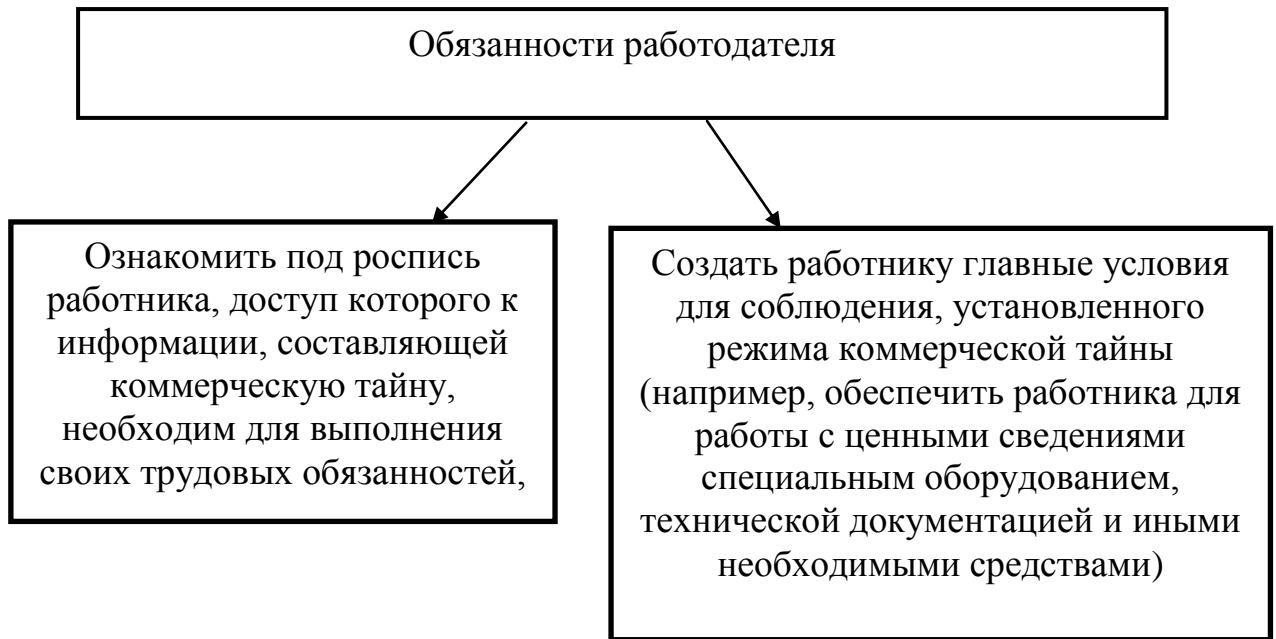 Обязанности работодателя
Ознакомить под роспись
работника, доступ которого к
информации, составляющей
коммерческую тайну,
необходим для выполнения
своих трудовых обязанностей,
Создать работнику главные условия
для соблюдения, установленного
режима коммерческой тайны
(например, обеспечить работника для
работы с ценными сведениями
специальным оборудованием,
технической документацией и иными
необходимыми средствами)